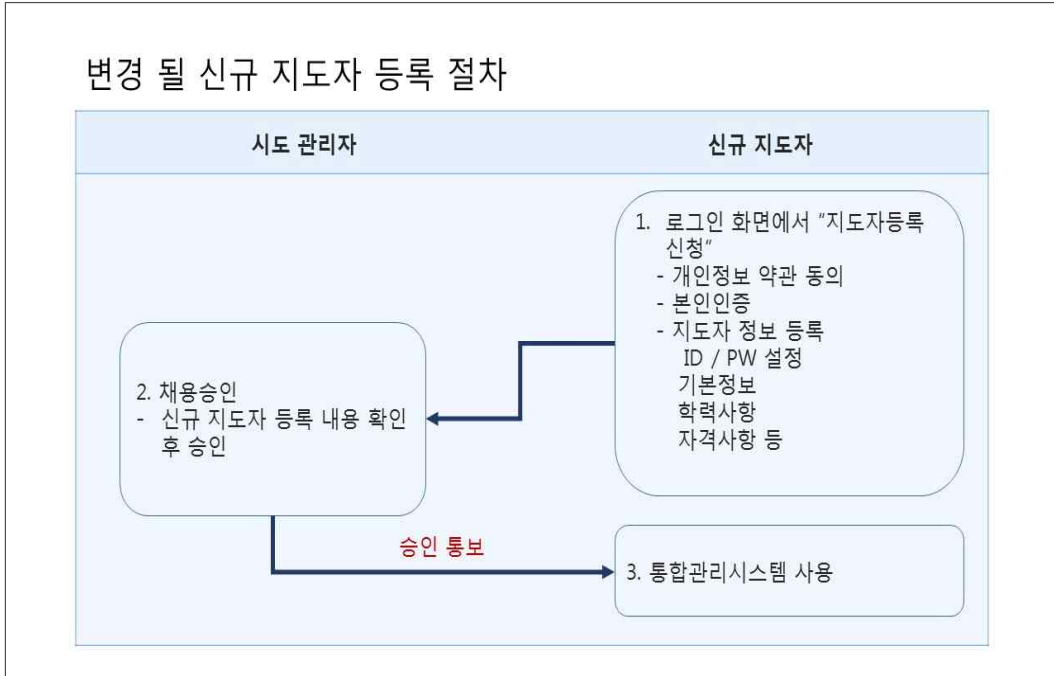 변경 될 신규 지도자 등록 절차
시도 관리자
신규 지도자
1. 로그인 화면에서 "지도자등록
신청"
- 개인정보 약관 동의
- 본인인증
- 지도자 정보 등록
ID / PW 설정
기본정보
학력사항
자격사항 등
2. 채용승인
- 신규 지도자 등록 내용 확인
후 승인
승인 통보
3. 통합관리시스템 사용